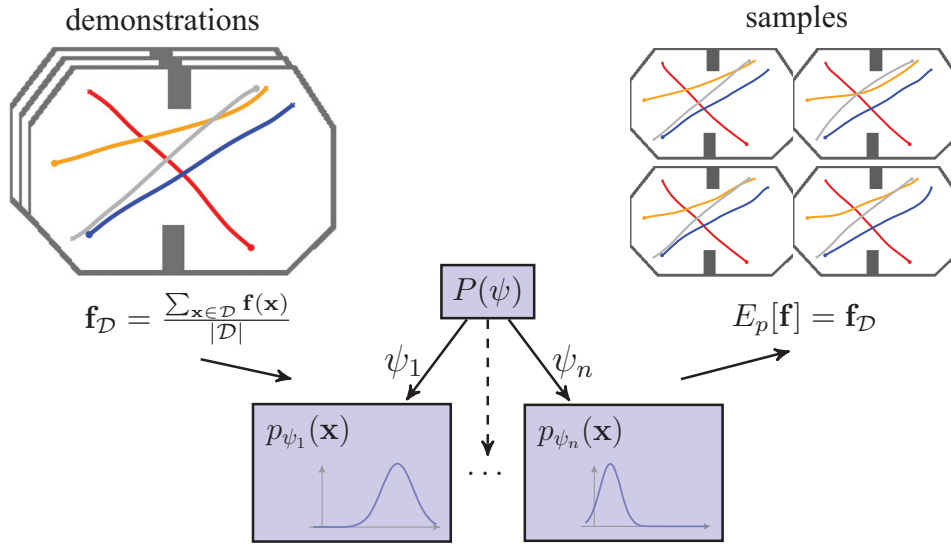 demonstrations
samples
P(ψ)
f_D = ∑_{x∈D} f(x) / |D|
E_p[f] = f_D
ψ_1
ψ_n
p_{ψ_1}(x)
. . .
p_{ψ_n}(x)